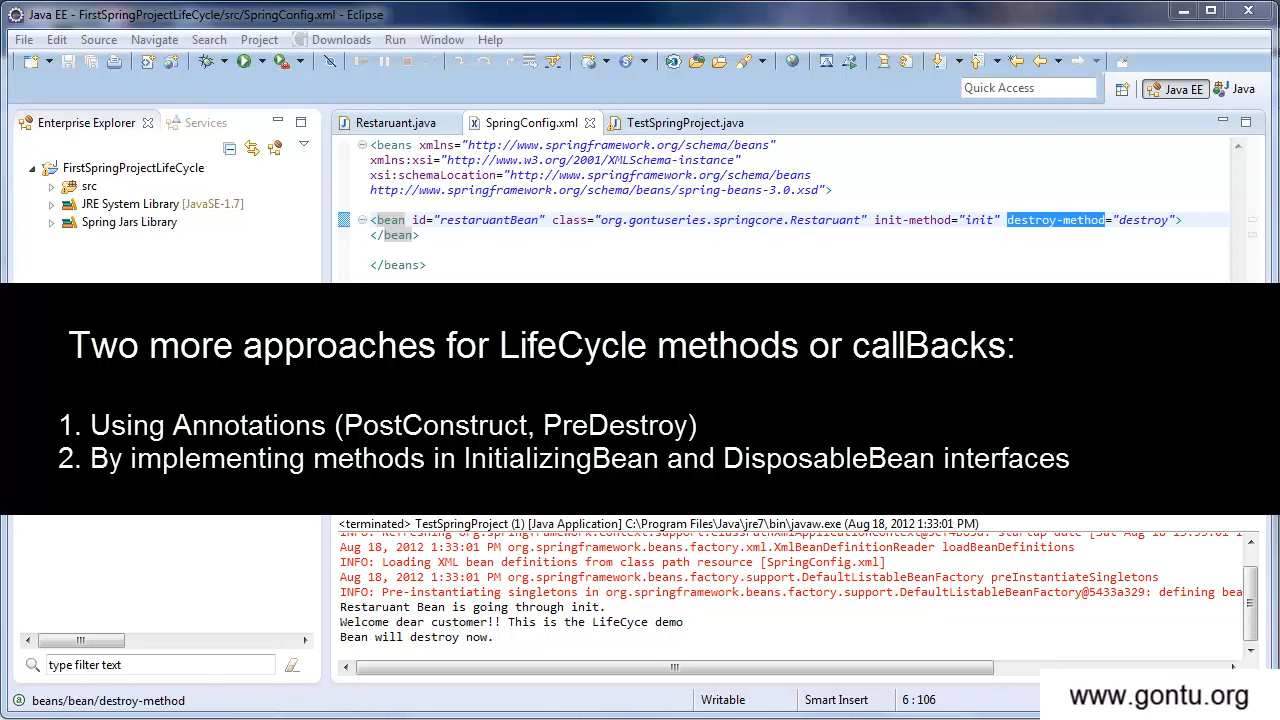 Java EE - FirstSpringProjectLifeCycle/src/SpringConfig.xml - Eclipse
File Edit Source Navigate Search Project Downloads Run Window Help
Quick Access Java EE Java
Enterprise Explorer Services
FirstSpringProjectLifeCycle
src
JRE System Library [JavaSE-1.7]
Spring Jars Library
Restaruant.java SpringConfig.xml TestSpringProject.java
<beans xmlns="http://www.springframework.org/schema/beans"
xmlns:xsi="http://www.w3.org/2001/XMLSchema-instance"
xsi:schemaLocation="http://www.springframework.org/schema/beans
http://www.springframework.org/schema/beans/spring-beans-3.0.xsd">
<bean id="restaruantBean" class="org.gontuseries.springcore.Restaruant" init-method="init" destroy-method="destroy">
</bean>
</beans>
Two more approaches for LifeCycle methods or callBacks:
1. Using Annotations (PostConstruct, PreDestroy)
2. By implementing methods in InitializingBean and DisposableBean interfaces
<terminated> TestSpringProject (1) [Java Application] C:\Program Files\Java\jre7\bin\javaw.exe (Aug 18, 2012 1:33:01 PM)
Aug 18, 2012 1:33:01 PM org.springframework.beans.factory.xml.XmlBeanDefinitionReader loadBeanDefinitions
INFO: Loading XML bean definitions from class path resource [SpringConfig.xml]
Aug 18, 2012 1:33:01 PM org.springframework.beans.factory.support.DefaultListableBeanFactory preInstantiateSingletons
INFO: Pre-instantiating singletons in org.springframework.beans.factory.support.DefaultListableBeanFactory@5433a329: defining bea
Restaruant Bean is going through init.
Welcome dear customer!! This is the LifeCyce demo
Bean will destroy now.
type filter text
beans/bean/destroy-method Writable Smart Insert 6 : 106
www.gontu.org